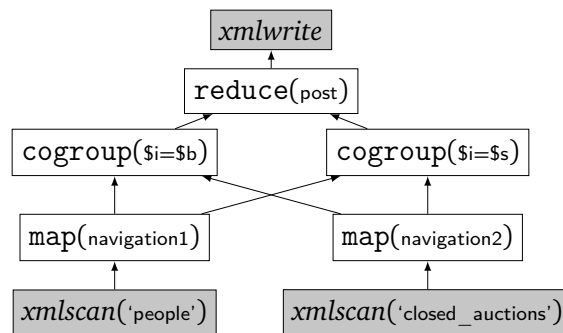 xmlwrite
reduce(post)
cogroup($i=$b) cogroup($i=$s)
map(navigation1) map(navigation2)
xmlscan(‘people’) xmlscan(‘closed_auctions’)